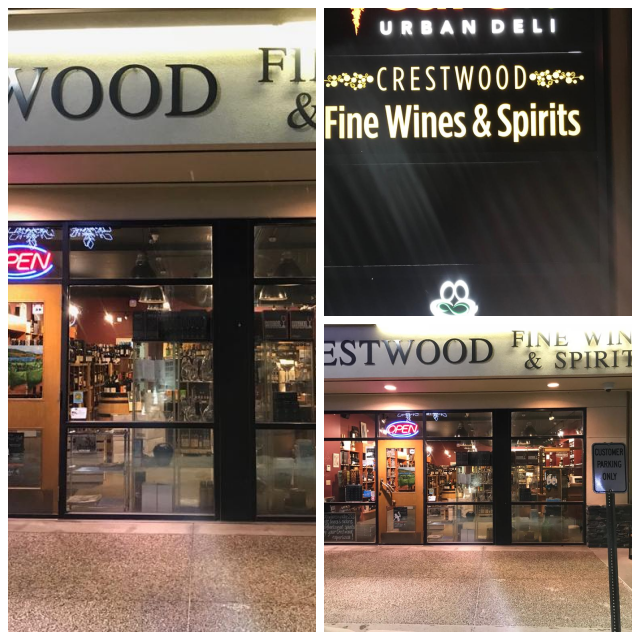 WOOD
FI
&
OPEN
URBAN DELI
CRESTWOOD
Fine Wines & Spirits
ESTWOOD
FINE WIN
& SPIRIT
OPEN
CUSTOMER
PARKING
ONLY